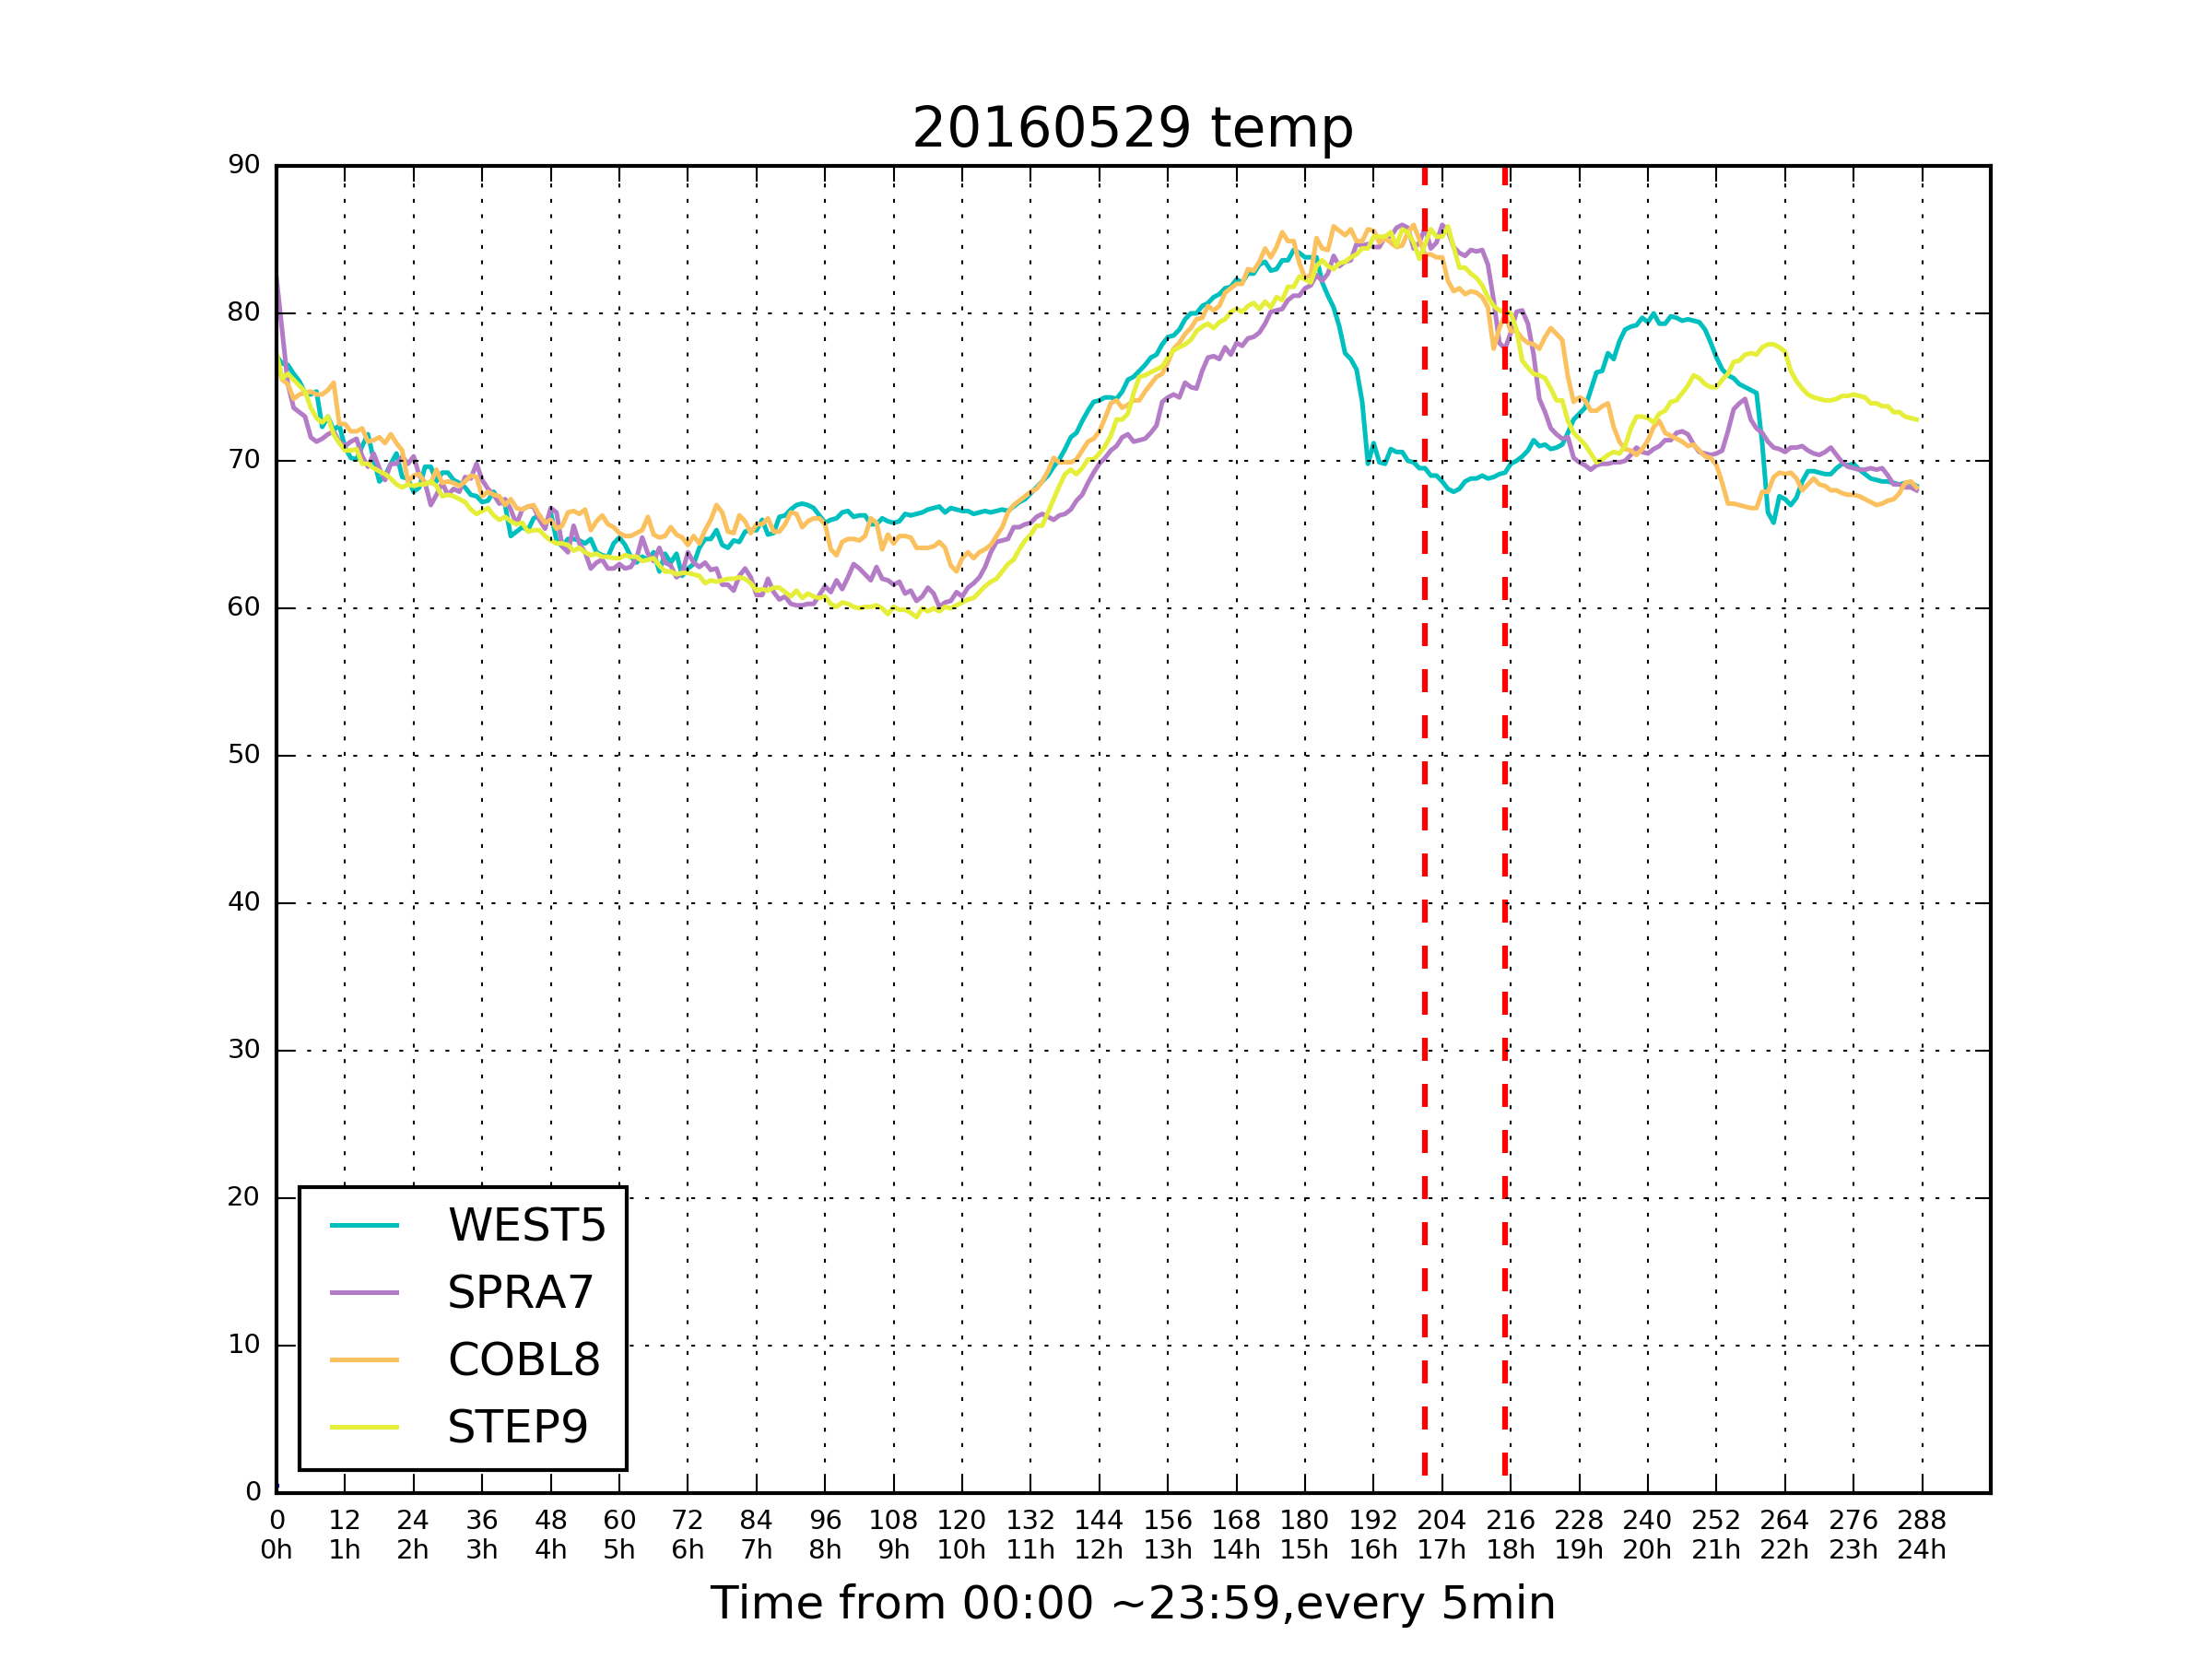 20160529 temp
90
80
70
60
50
40
30
20
10
0
WEST5
SPRA7
COBL8
STEP9
0 12 24 36 48 60 72 84 96 108 120 132 144 156 168 180 192 204 216 228 240 252 264 276 288
0h 1h 2h 3h 4h 5h 6h 7h 8h 9h 10h 11h 12h 13h 14h 15h 16h 17h 18h 19h 20h 21h 22h 23h 24h
Time from 00:00 ~23:59,every 5min